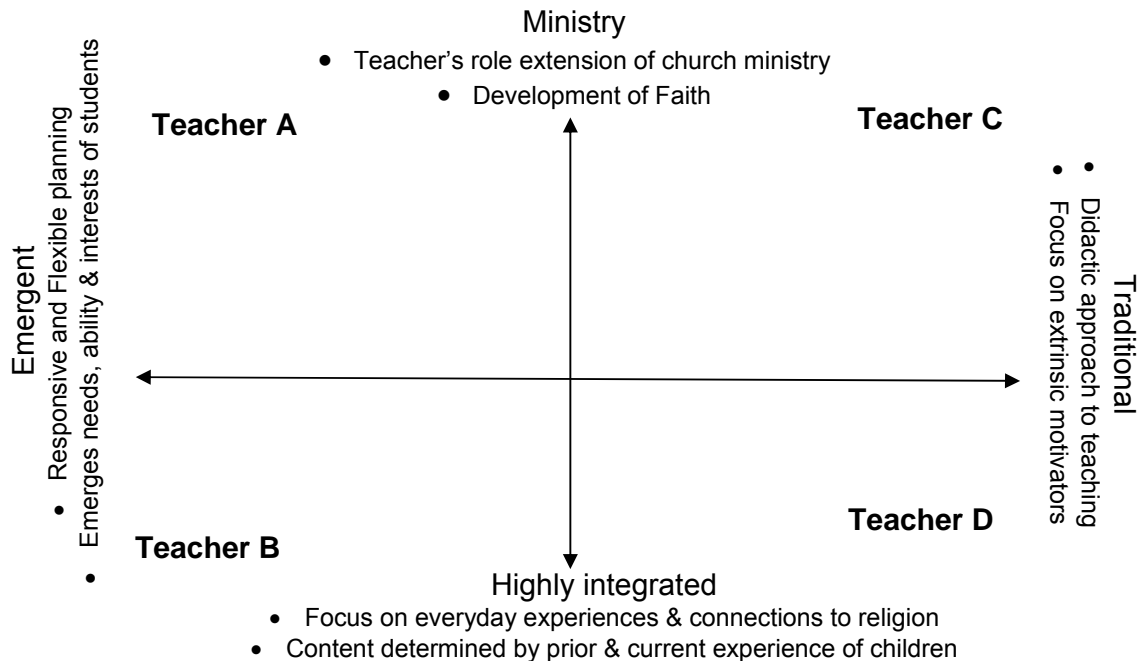 Ministry
• Teacher’s role extension of church ministry
• Development of Faith
Teacher A
Teacher C
Emergent
• Responsive and Flexible planning
• Emerges needs, ability & interests of students
Traditional
• Didactic approach to teaching
• Focus on extrinsic motivators
Teacher B
Teacher D
Highly integrated
• Focus on everyday experiences & connections to religion
• Content determined by prior & current experience of children